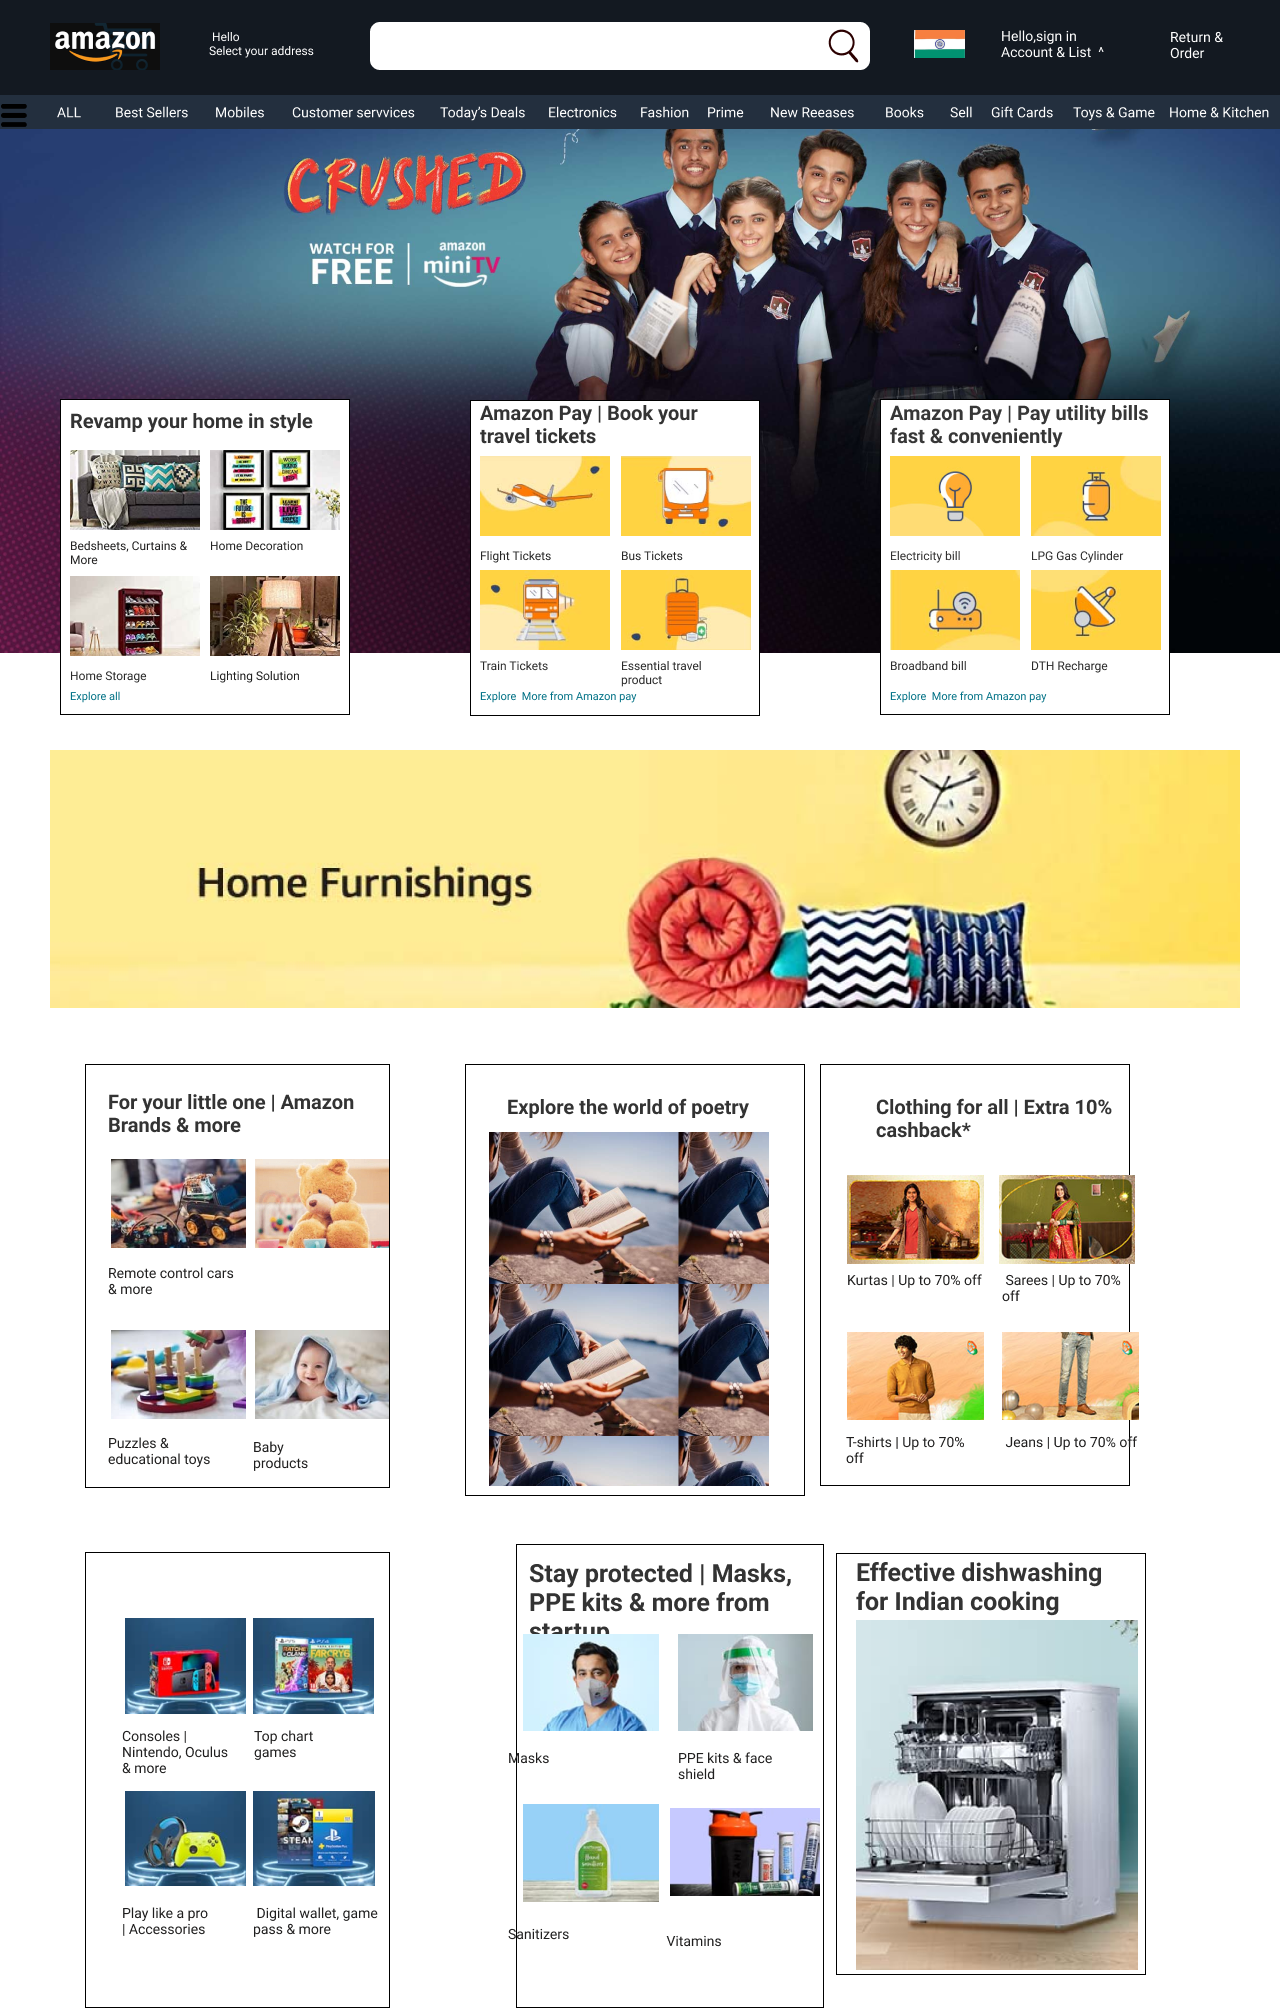 amazon
Hello
Select your address
Hello,sign in
Account & List ^
Return &
Order
ALL
Best Sellers
Mobiles
Customer servvices
Today's Deals
Electronics
Fashion
Prime
New Reeases
Books
Sell
Gift Cards
Toys & Game
Home & Kitchen
CRUSHED
WATCH FOR
FREE
amazon
miniTV
Revamp your home in style
Bedsheets, Curtains &
More
Home Decoration
Home Storage
Lighting Solution
Explore all
Amazon Pay | Book your
travel tickets
Flight Tickets
Bus Tickets
Train Tickets
Essential travel
product
Explore  More from Amazon pay
Amazon Pay | Pay utility bills
fast & conveniently
Electricity bill
LPG Gas Cylinder
Broadband bill
DTH Recharge
Explore  More from Amazon pay
Home Furnishings
For your little one | Amazon
Brands & more
Remote control cars
& more
Puzzles &
educational toys
Baby
products
Explore the world of poetry
Clothing for all | Extra 10%
cashback*
Kurtas | Up to 70% off
Sarees | Up to 70%
off
T-shirts | Up to 70%
off
Jeans | Up to 70% off
Consoles |
Nintendo, Oculus
& more
FARCRY6
Top chart
games
STEAM
Play like a pro
| Accessories
Digital wallet, game
pass & more
Stay protected | Masks,
PPE kits & more from
startup
Masks
PPE kits & face
shield
Sanitizers
Vitamins
Effective dishwashing
for Indian cooking